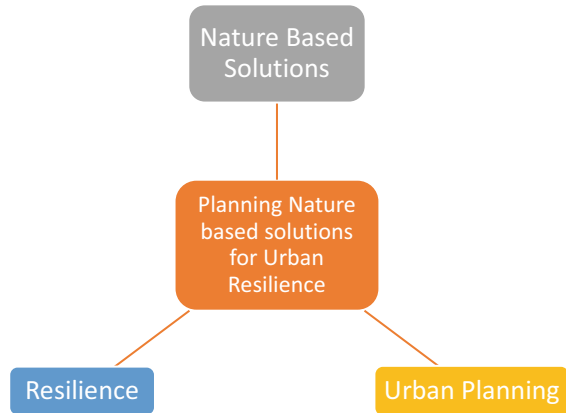 Nature Based
Solutions
Planning Nature
based solutions
for Urban
Resilience
Resilience
Urban Planning